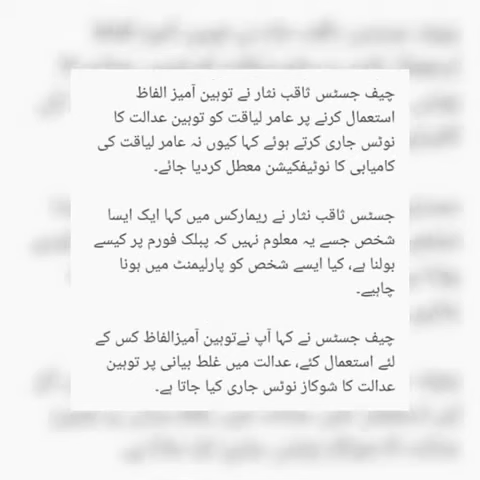 چیف جسٹس ثاقب نثار نے توہین آمیز الفاظ
استعمال کرنے پر عامر لیاقت کو توہین عدالت کا
نوٹس جاری کرتے ہوئے کہا کیوں نہ عامر لیاقت کی
کامیابی کا نوٹیفکیشن معطل کردیا جائے۔
جسٹس ثاقب نثار نے ریمارکس میں کہا ایک ایسا
شخص جسے یہ معلوم نہیں کہ پبلک فورم پر کیسے
بولنا ہے، کیا ایسے شخص کو پارلیمنٹ میں ہونا
چاہیے۔
چیف جسٹس نے کہا آپ نےتوہین آمیزالفاظ کس کے
لئے استعمال کئے، عدالت میں غلط بیانی پر توہین
عدالت کا شوکاز نوٹس جاری کیا جاتا ہے۔